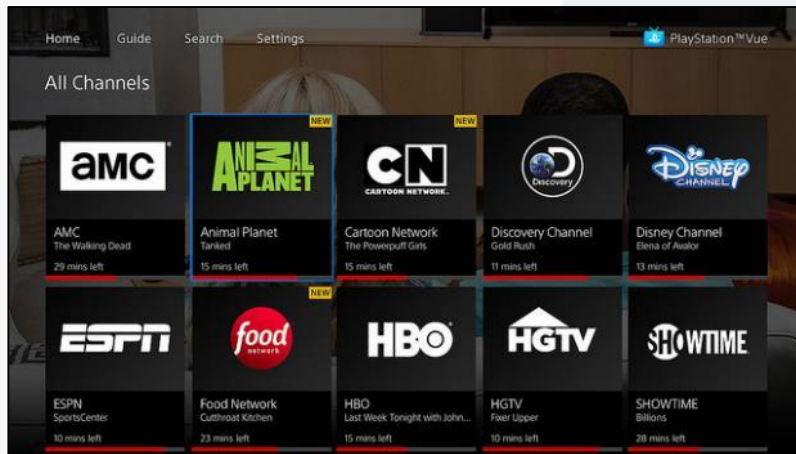 Home Guide Search Settings PlayStation™Vue
All Channels
NEW NEW
amc ANIMAL PLANET CN CARTOON NETWORK. Discovery Disney CHANNEL
AMC Animal Planet Cartoon Network Discovery Channel Disney Channel
The Walking Dead Tanked The Powerpuff Girls Gold Rush Elena of Avalor
29 mins left 15 mins left 15 mins left 11 mins left 13 mins left
NEW
ESPN food network HBO HGTV SHOWTIME
ESPN Food Network HBO HGTV SHOWTIME
SportsCenter Cutthroat Kitchen Last Week Tonight with John... Fixer Upper Billions
10 mins left 23 mins left 15 mins left 10 mins left 28 mins left